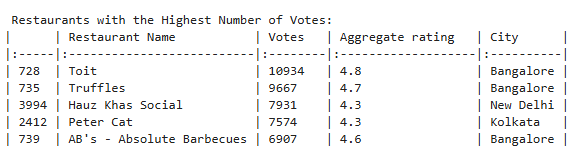 Restaurants with the Highest Number of Votes:
|      | Restaurant Name          | Votes  | Aggregate rating   | City      |
|:-----|:-------------------------|:-------|:-------------------|:----------|
| 728  | Toit                     | 10934  | 4.8                | Bangalore |
| 735  | Truffles                 | 9667   | 4.7                | Bangalore |
| 3994 | Hauz Khas Social         | 7931   | 4.3                | New Delhi |
| 2412 | Peter Cat                | 7574   | 4.3                | Kolkata   |
| 739  | AB's - Absolute Barbecues | 6907   | 4.6                | Bangalore |